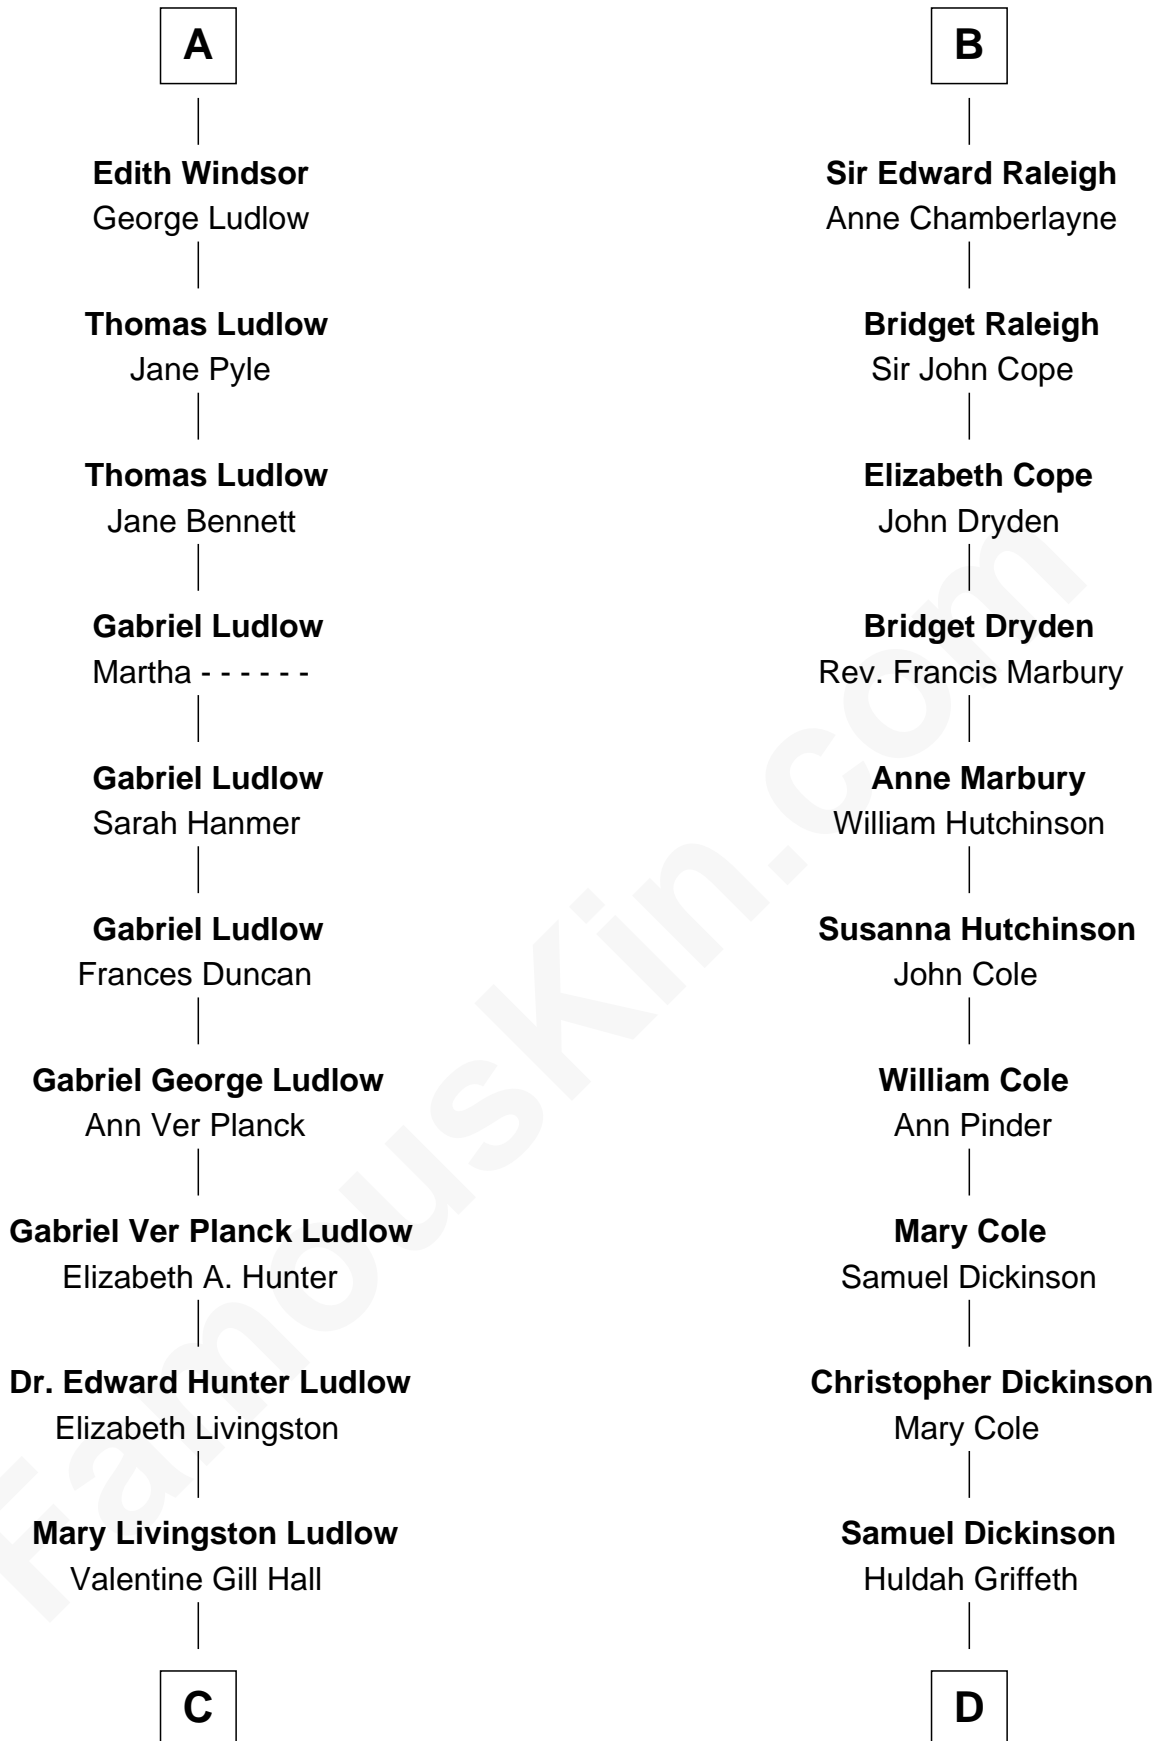 A
Edith Windsor
George Ludlow
Thomas Ludlow
Jane Pyle
Thomas Ludlow
Jane Bennett
Gabriel Ludlow
Martha - - - - - -
Gabriel Ludlow
Sarah Hanmer
Gabriel Ludlow
Frances Duncan
Gabriel George Ludlow
Ann Ver Planck
Gabriel Ver Planck Ludlow
Elizabeth A. Hunter
Dr. Edward Hunter Ludlow
Elizabeth Livingston
Mary Livingston Ludlow
Valentine Gill Hall
C
B
Sir Edward Raleigh
Anne Chamberlayne
Bridget Raleigh
Sir John Cope
Elizabeth Cope
John Dryden
Bridget Dryden
Rev. Francis Marbury
Anne Marbury
William Hutchinson
Susanna Hutchinson
John Cole
William Cole
Ann Pinder
Mary Cole
Samuel Dickinson
Christopher Dickinson
Mary Cole
Samuel Dickinson
Huldah Griffeth
D
FamousKin.com